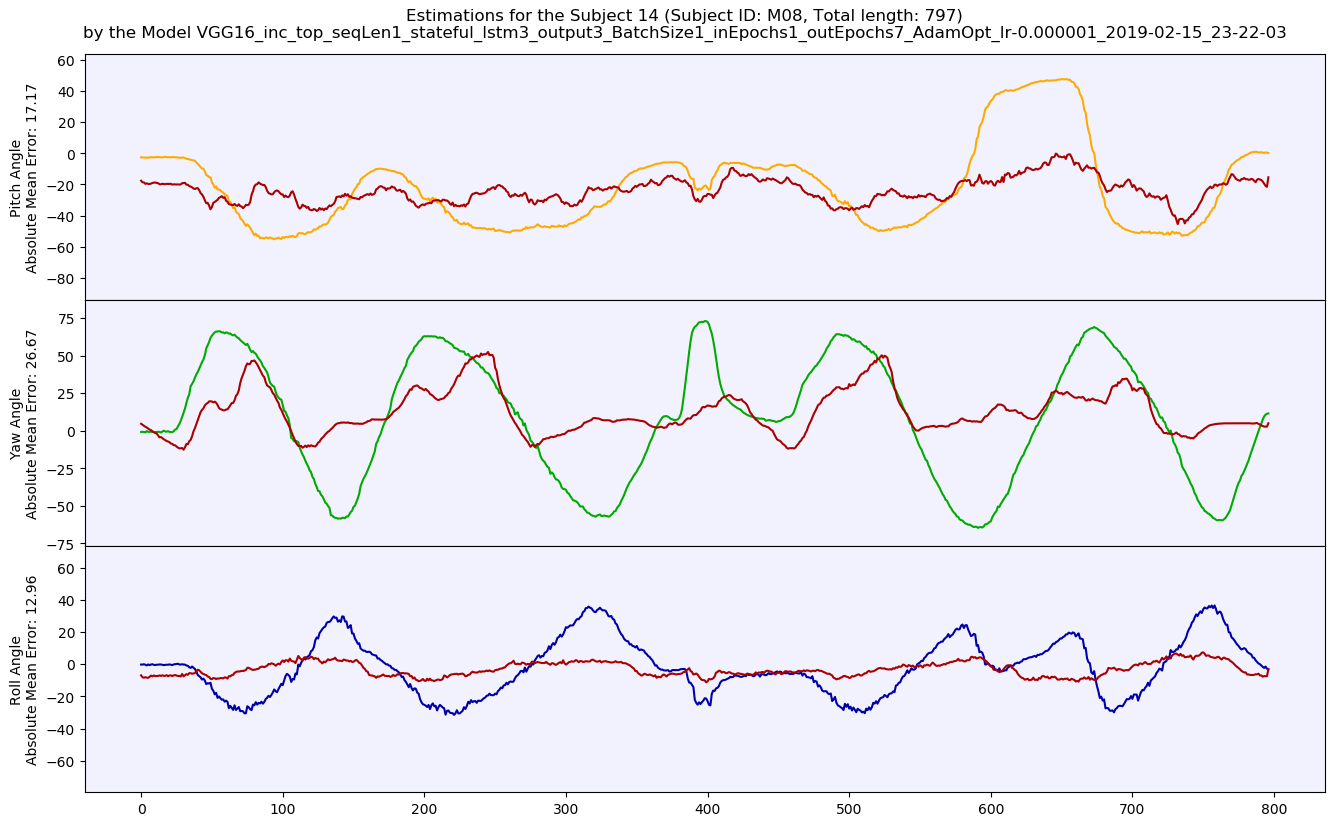 Estimations for the Subject 14 (Subject ID: M08, Total length: 797)
by the Model VGG16_inc_top_seqLen1_stateful_lstm3_output3_BatchSize1_inEpochs1_outEpochs7_AdamOpt_lr-0.000001_2019-02-15_23-22-03
Pitch Angle
Absolute Mean Error: 17.17
60
40
20
0
−20
−40
−60
−80
Yaw Angle
Absolute Mean Error: 26.67
75
50
25
0
−25
−50
−75
Roll Angle
Absolute Mean Error: 12.96
60
40
20
0
−20
−40
−60
0 100 200 300 400 500 600 700 800